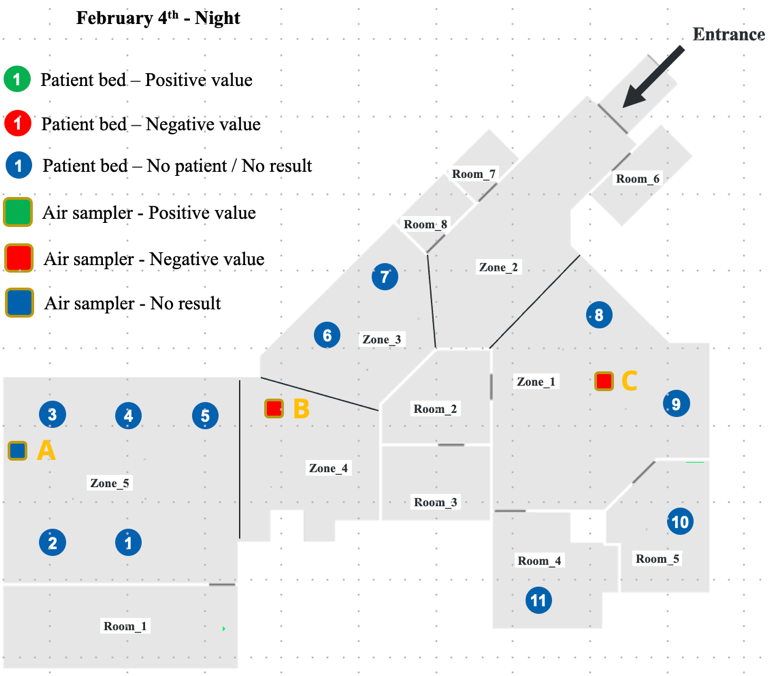 February 4th - Night
Entrance
1 Patient bed – Positive value
1 Patient bed – Negative value
1 Patient bed – No patient / No result
Air sampler - Positive value
Air sampler - Negative value
Air sampler - No result
Room_7
Room_6
Room_8
Zone_2
7
8
6
Zone_3
Zone_1
C
9
B
Room_2
3
4
5
A
Zone_4
Zone_5
Room_3
10
2
1
Room_4
Room_5
11
Room_1